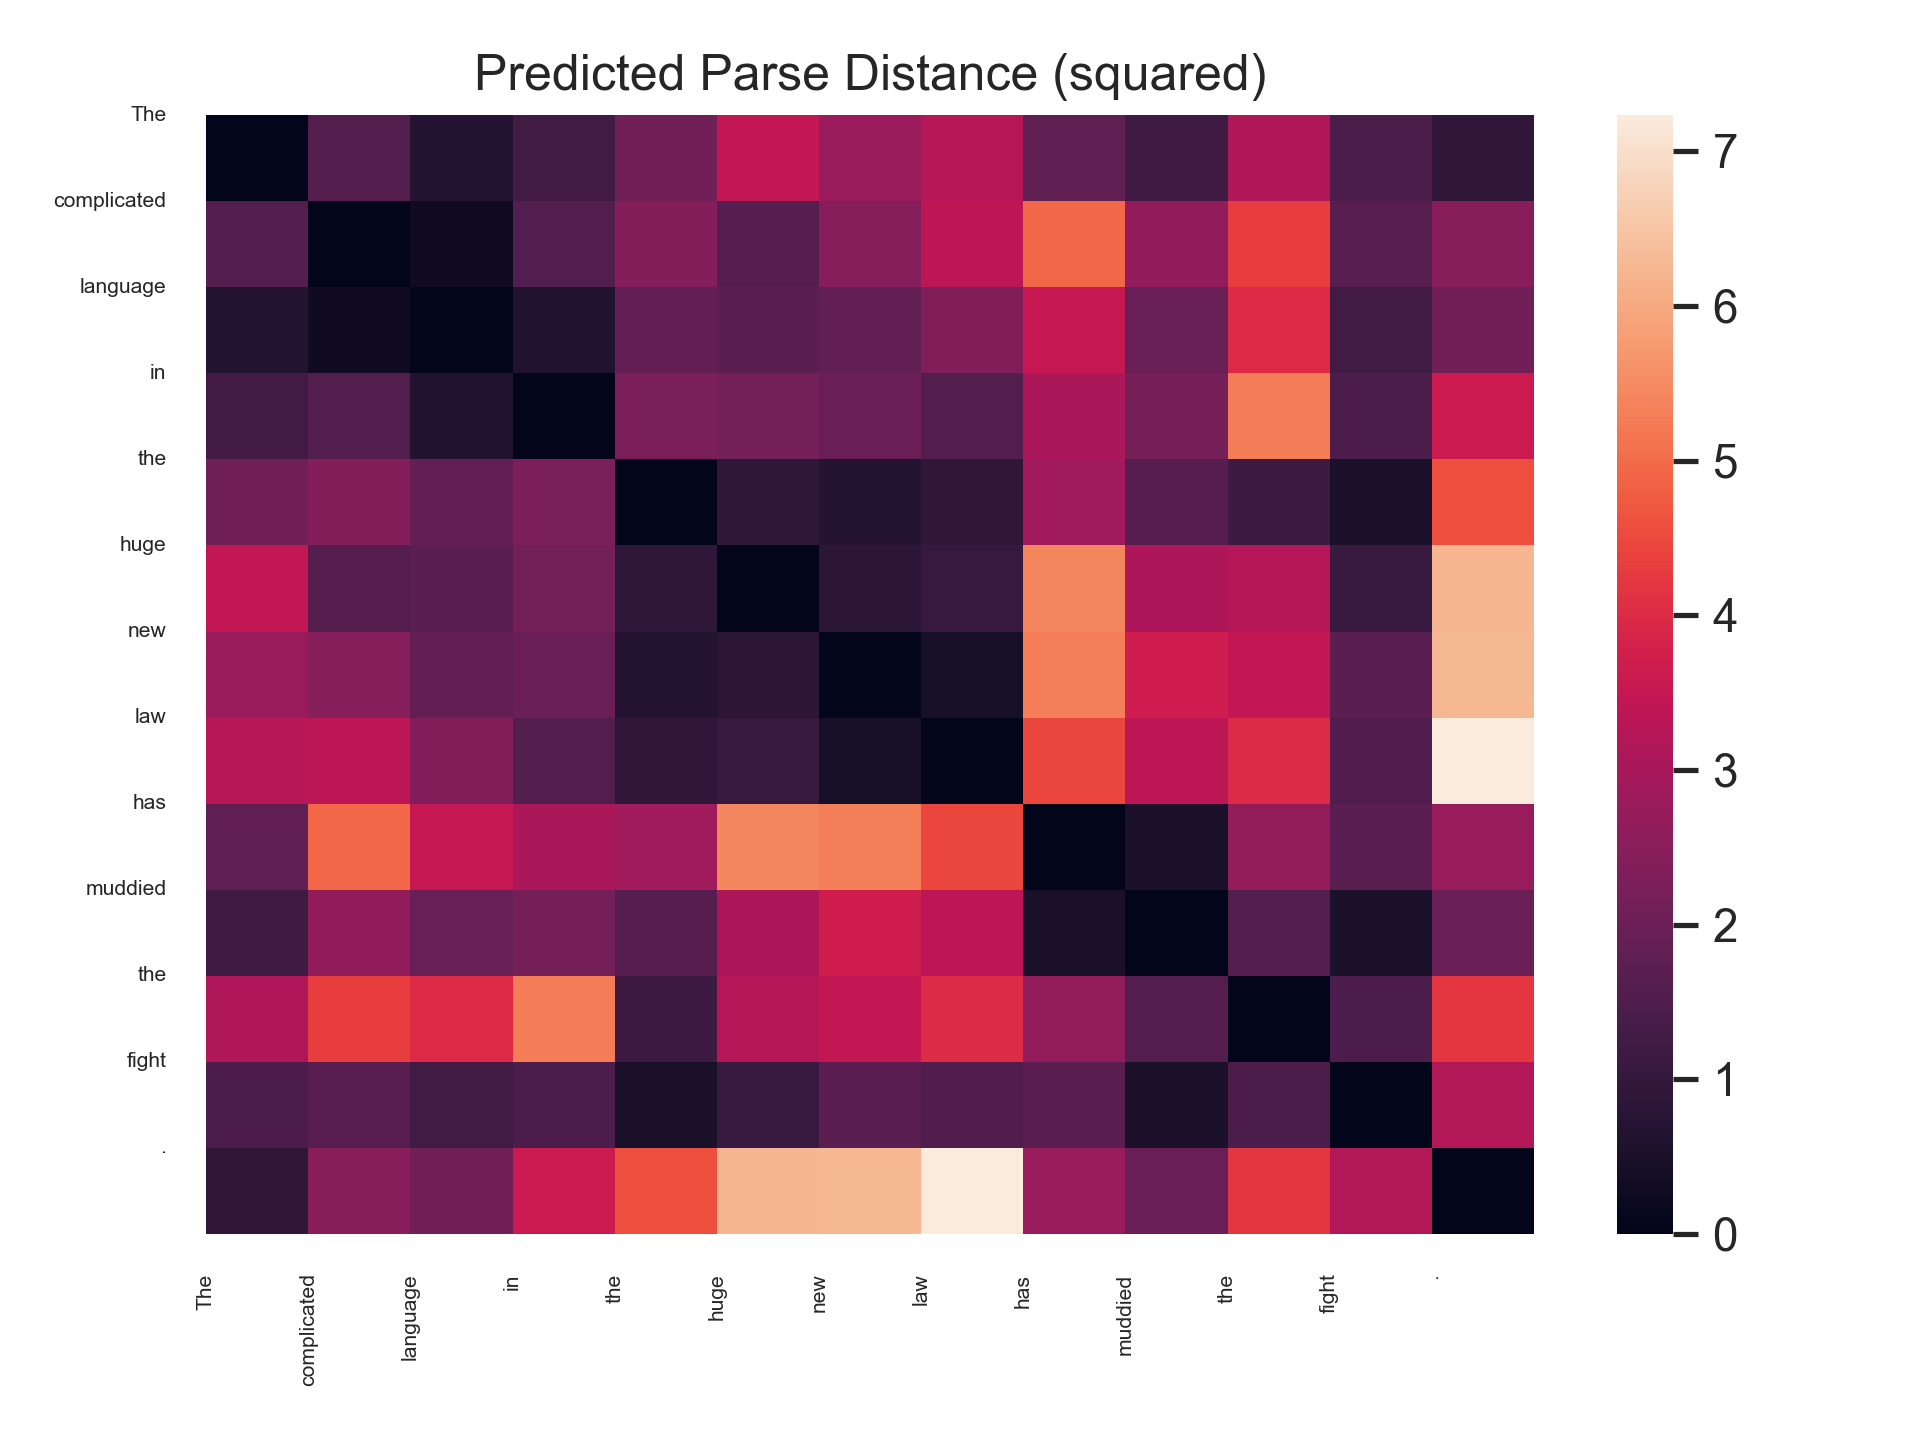 Predicted Parse Distance (squared)
The
complicated
language
in
the
huge
new
law
has
muddied
the
fight
.
The
complicated
language
in
the
huge
new
law
has
muddied
the
fight
.
7
6
5
4
3
2
1
0